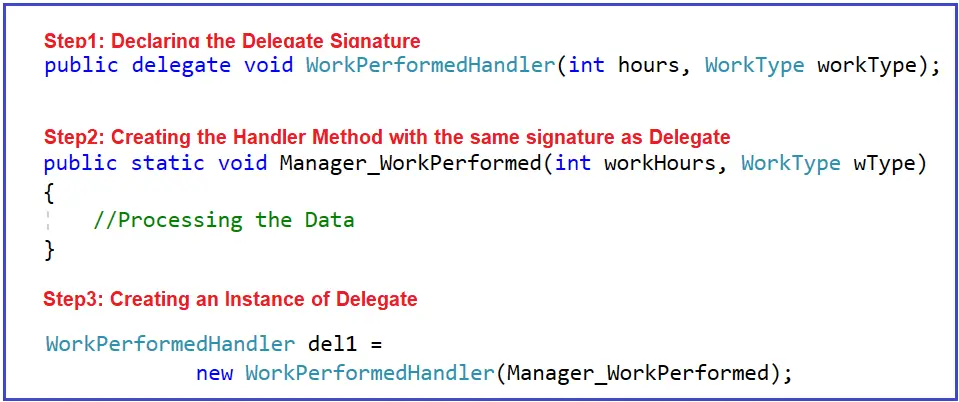 Step1: Declaring the Delegate Signature
public delegate void WorkPerformedHandler(int hours, WorkType workType);
Step2: Creating the Handler Method with the same signature as Delegate
public static void Manager_WorkPerformed(int workHours, WorkType wType)
{
//Processing the Data
}
Step3: Creating an Instance of Delegate
WorkPerformedHandler del1 =
new WorkPerformedHandler(Manager_WorkPerformed);